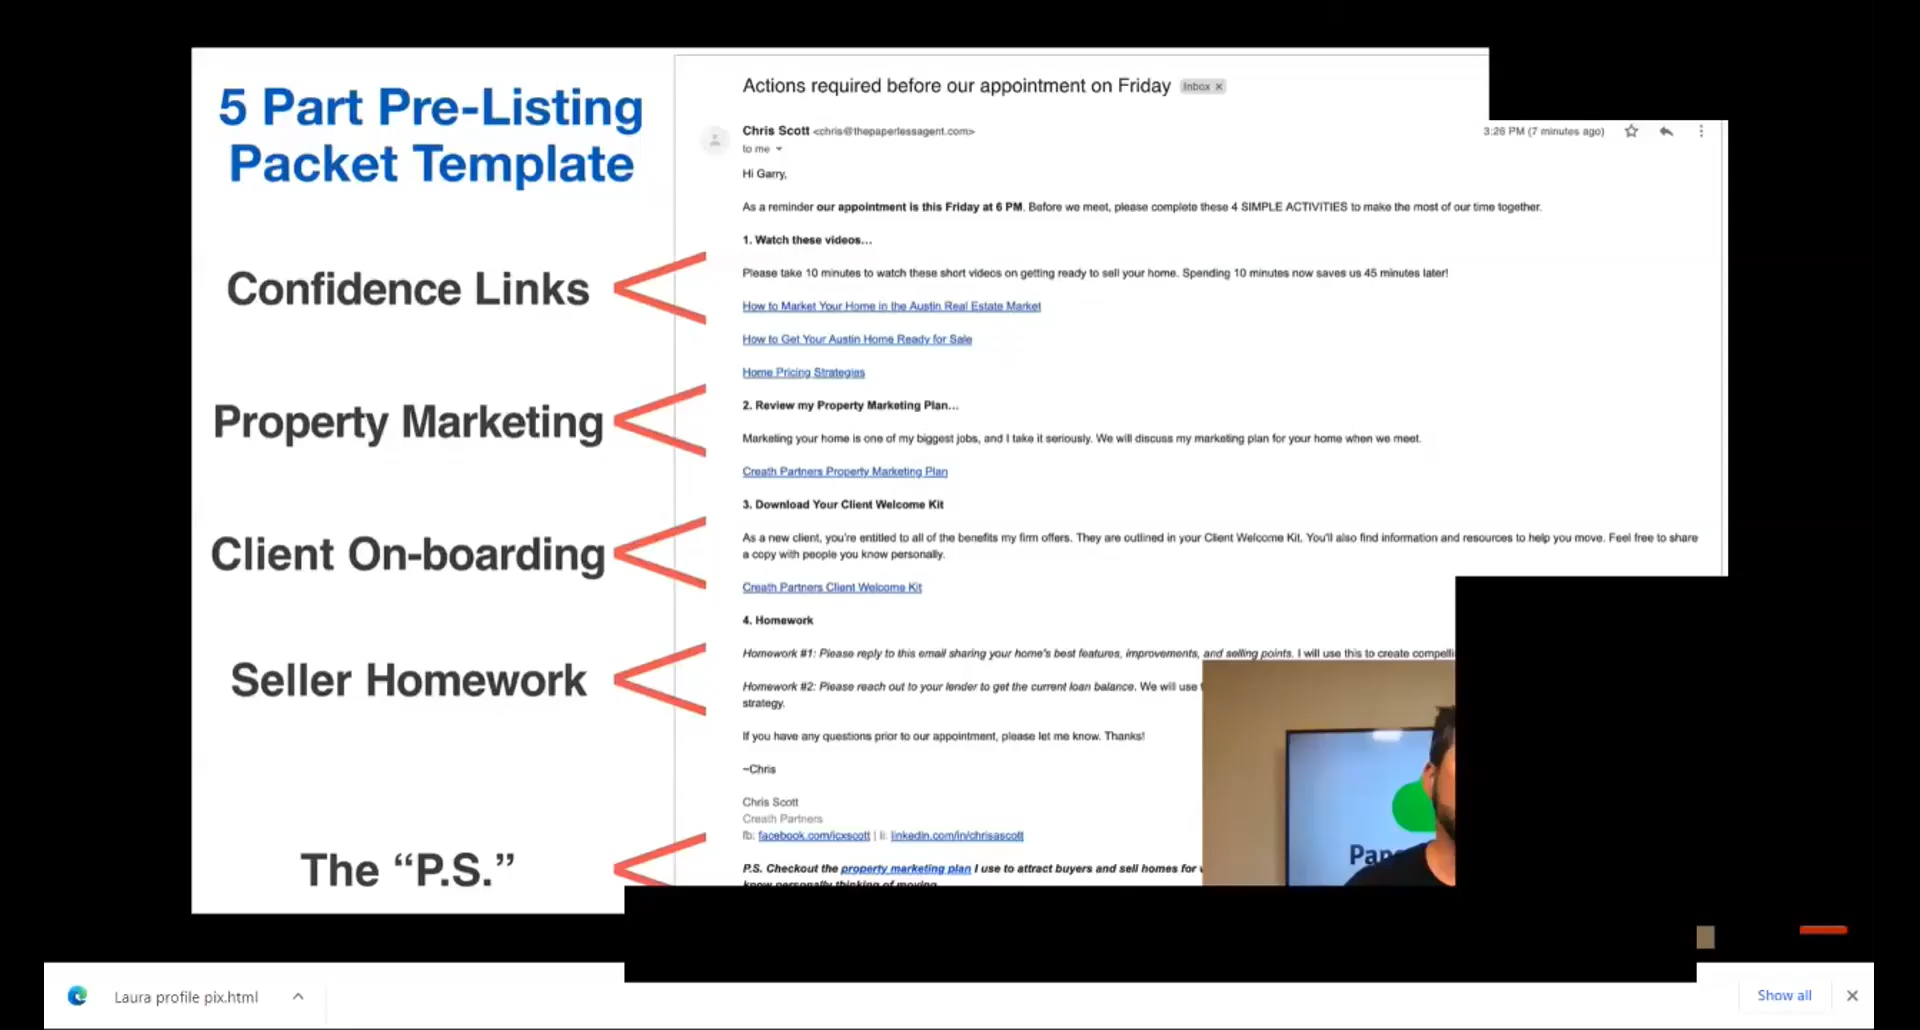 5 Part Pre-Listing
Packet Template
Confidence Links
Property Marketing
Client On-boarding
Seller Homework
The “P.S.”
Actions required before our appointment on Friday Inbox x
Chris Scott <chris@thepaperlessagent.com>
3:26 PM (7 minutes ago)
to me
Hi Garry,
As a reminder our appointment is this Friday at 6 PM. Before we meet, please complete these 4 SIMPLE ACTIVITIES to make the most of our time together.
1. Watch these videos...
Please take 10 minutes to watch these short videos on getting ready to sell your home. Spending 10 minutes now saves us 45 minutes later!
How to Market Your Home in the Austin Real Estate Market
How to Get Your Austin Home Ready for Sale
Home Pricing Strategies
2. Review my Property Marketing Plan...
Marketing your home is one of my biggest jobs, and I take it seriously. We will discuss my marketing plan for your home when we meet.
Creath Partners Property Marketing Plan
3. Download Your Client Welcome Kit
As a new client, you're entitled to all of the benefits my firm offers. They are outlined in your Client Welcome Kit. You'll also find information and resources to help you move. Feel free to share
a copy with people you know personally.
Creath Partners Client Welcome Kit
4. Homework
Homework #1: Please reply to this email sharing your home's best features, improvements, and selling points. I will use this to create
Homework #2: Please reach out to your lender to get the current loan balance. We will use
strategy.
If you have any questions prior to our appointment, please let me know. Thanks!
~Chris
Chris Scott
Creath Partners
fb: facebook.com/icxscott | li: linkedin.com/in/chrisascott
P.S. Checkout the property marketing plan I use to attract buyers and sell homes for
know personally thinking of moving.
Laura profile pix.html
Show all